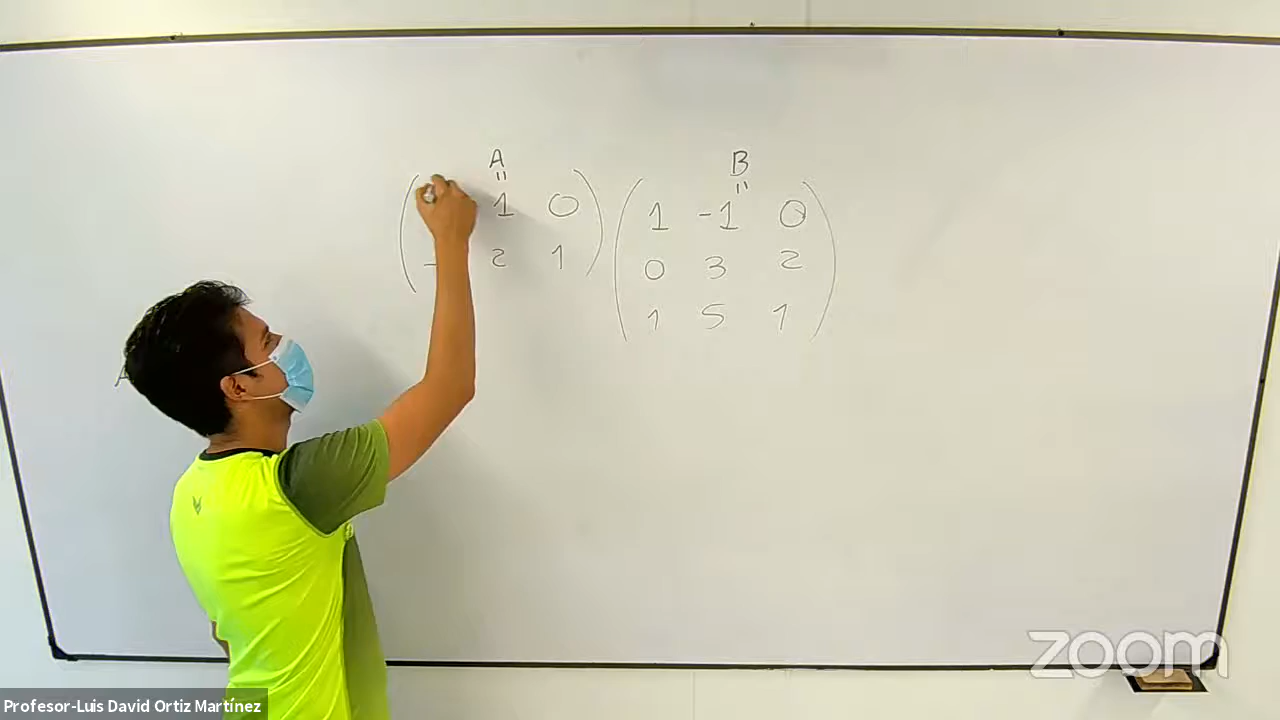 A B
" "
1 0 1 -1 0
- 2 1 0 3 2
1 5 1
zoom
Profesor-Luis David Ortiz Martínez